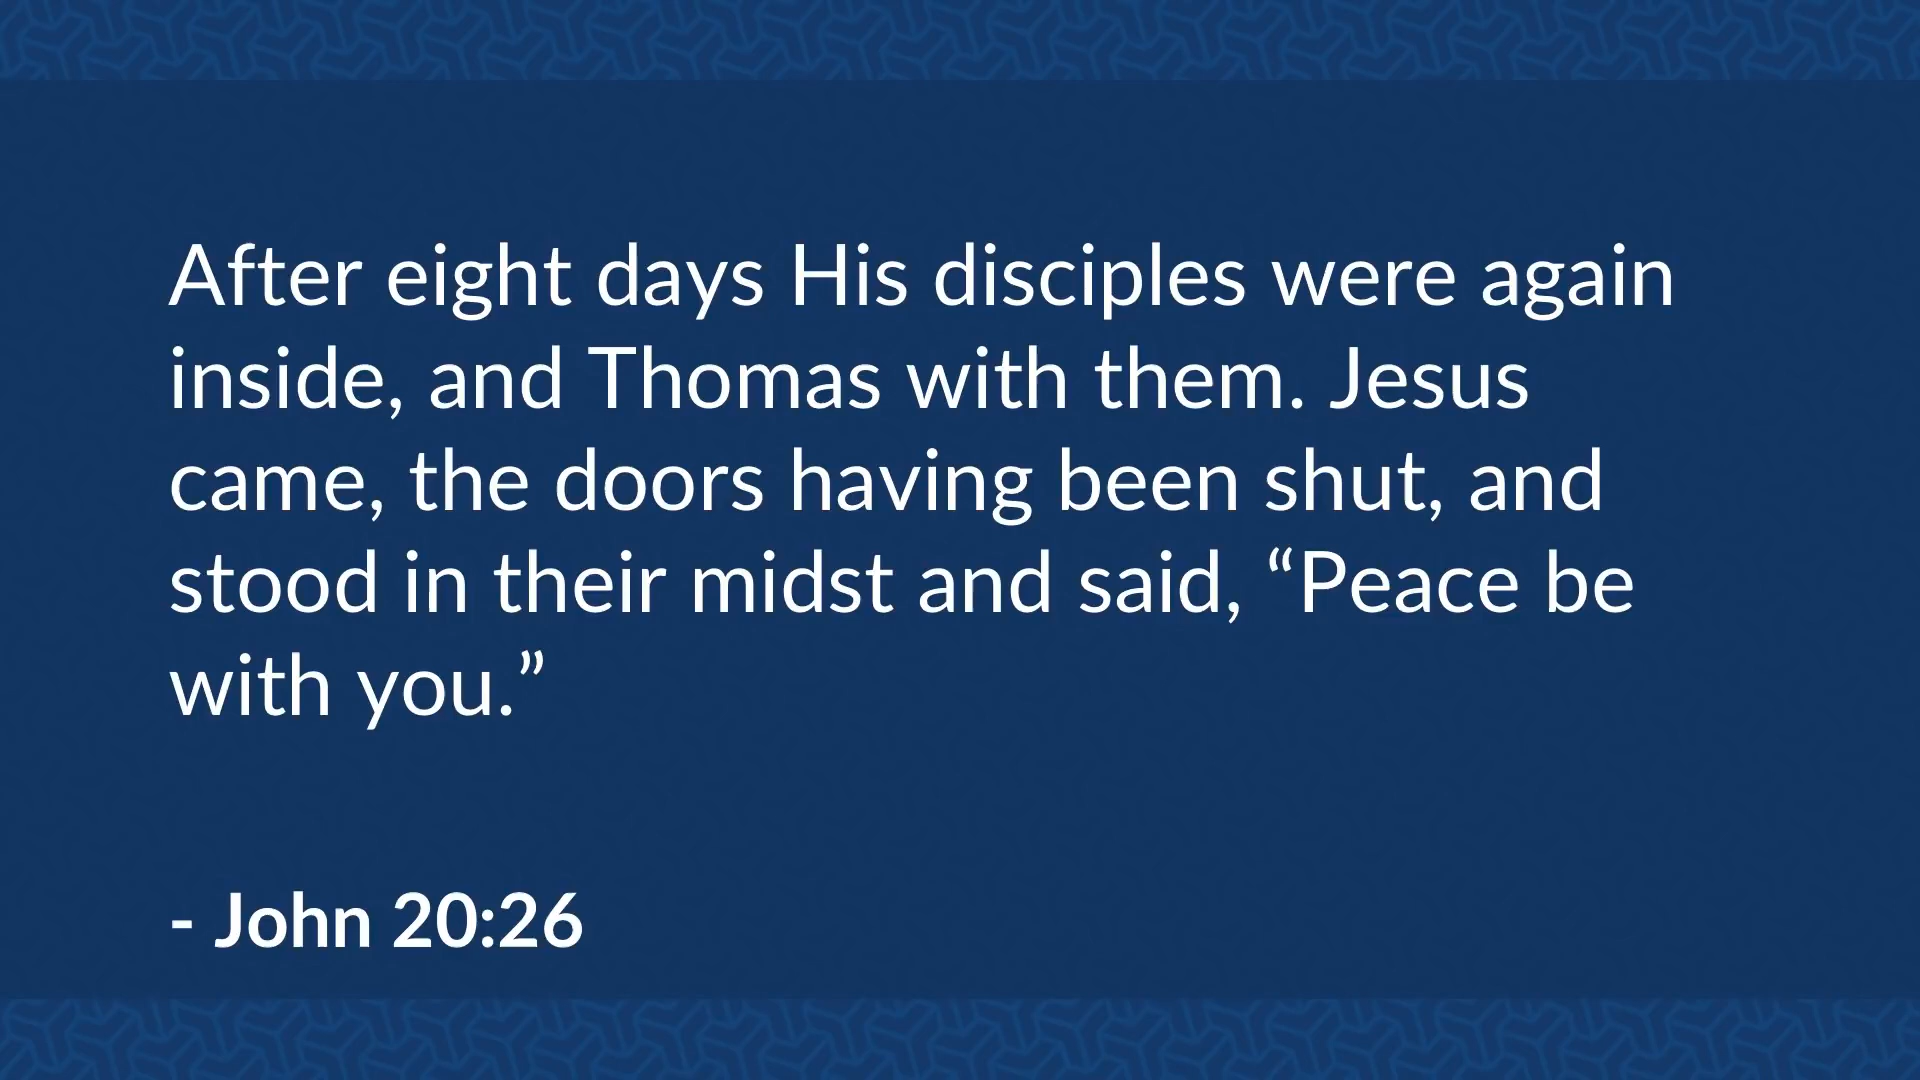 After eight days His disciples were again
inside, and Thomas with them. Jesus
came, the doors having been shut, and
stood in their midst and said, “Peace be
with you.”
- John 20:26